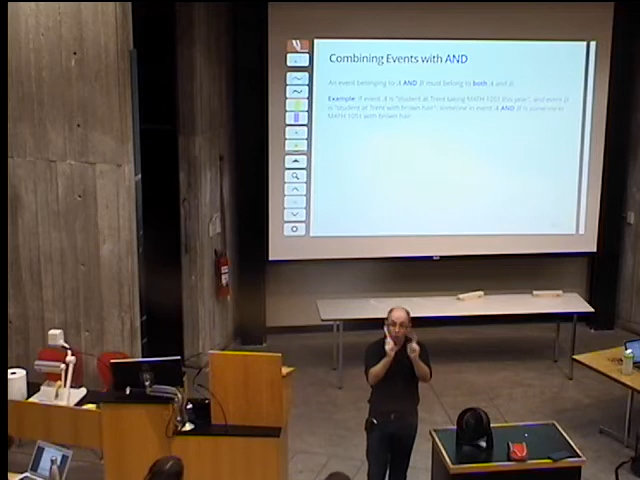 Combining Events with AND
An event belonging to A AND B must belong to both A and B.
Example: If event A is "student at Trent taking MATH 1051 this year", and event B
is "student at Trent with brown hair", someone in event A AND B is someone in
MATH 1051 with brown hair.